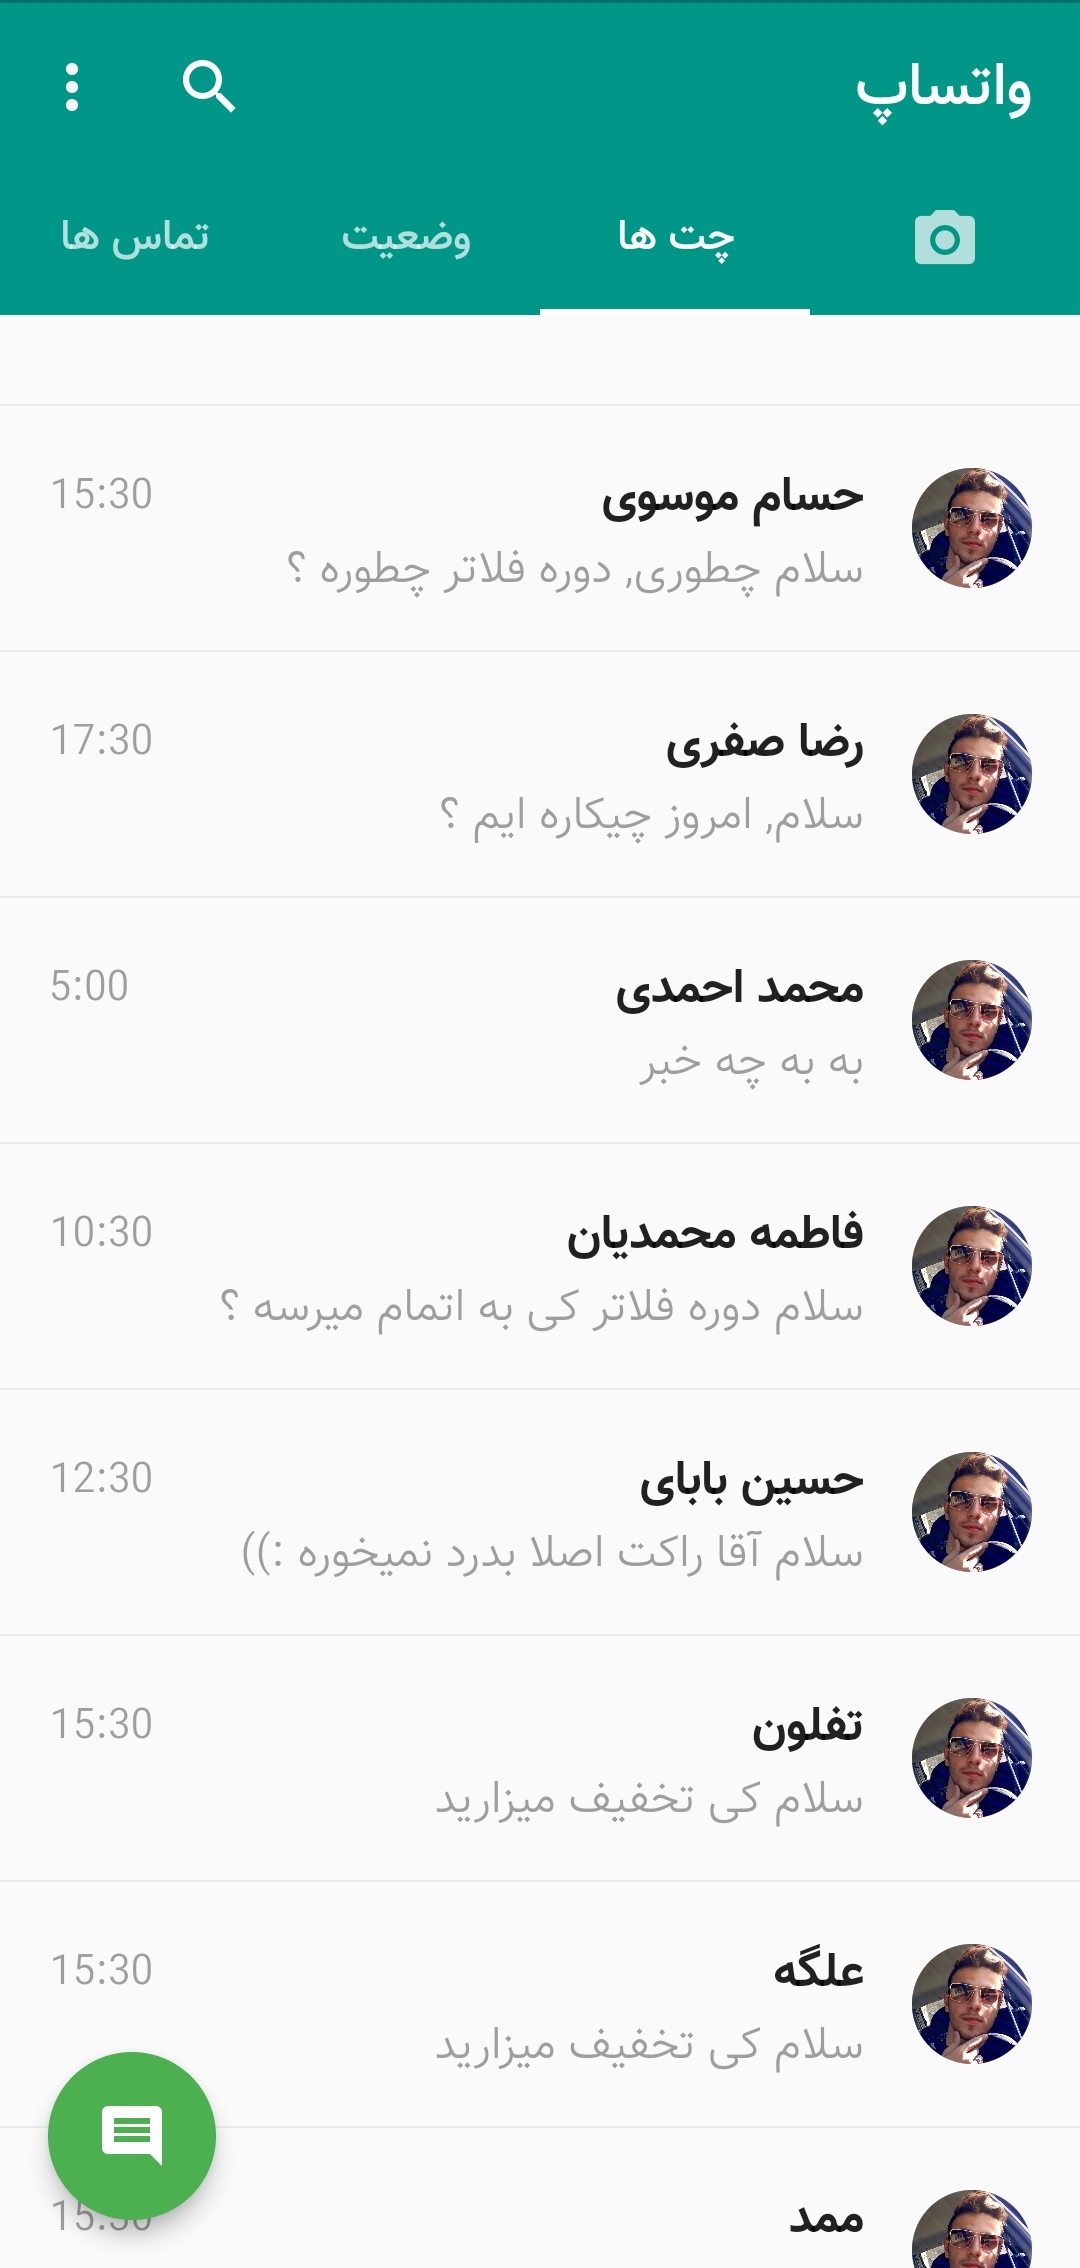 واتساپ
چت ها
وضعیت
تماس ها
حسام موسوی
15:30
سلام چطوری, دوره فلاتر چطوره ؟
رضا صفری
17:30
سلام, امروز چیکاره ایم ؟
محمد احمدی
5:00
به به چه خبر
فاطمه محمدیان
10:30
سلام دوره فلاتر کی به اتمام میرسه ؟
حسین بابای
12:30
سلام آقا راکت اصلا بدرد نمیخوره :))
تفلون
15:30
سلام کی تخفیف میزارید
علگه
15:30
سلام کی تخفیف میزارید
ممد
15:30